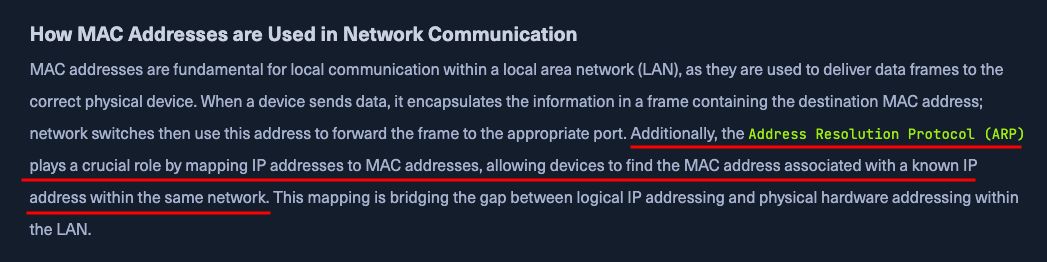 How MAC Addresses are Used in Network Communication
MAC addresses are fundamental for local communication within a local area network (LAN), as they are used to deliver data frames to the
correct physical device. When a device sends data, it encapsulates the information in a frame containing the destination MAC address;
network switches then use this address to forward the frame to the appropriate port. Additionally, the Address Resolution Protocol (ARP)
plays a crucial role by mapping IP addresses to MAC addresses, allowing devices to find the MAC address associated with a known IP
address within the same network. This mapping is bridging the gap between logical IP addressing and physical hardware addressing within
the LAN.